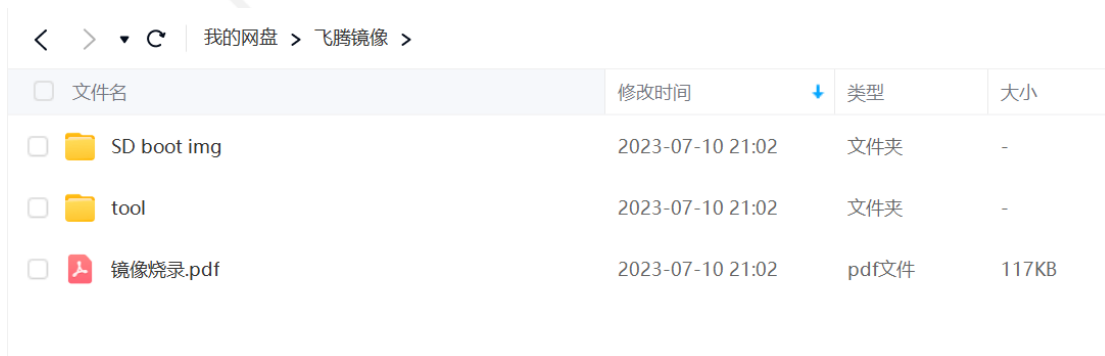 我的网盘 > 飞腾镜像 >
文件名 修改时间 类型 大小
SD boot img 2023-07-10 21:02 文件夹 -
tool 2023-07-10 21:02 文件夹 -
镜像烧录.pdf 2023-07-10 21:02 pdf文件 117KB